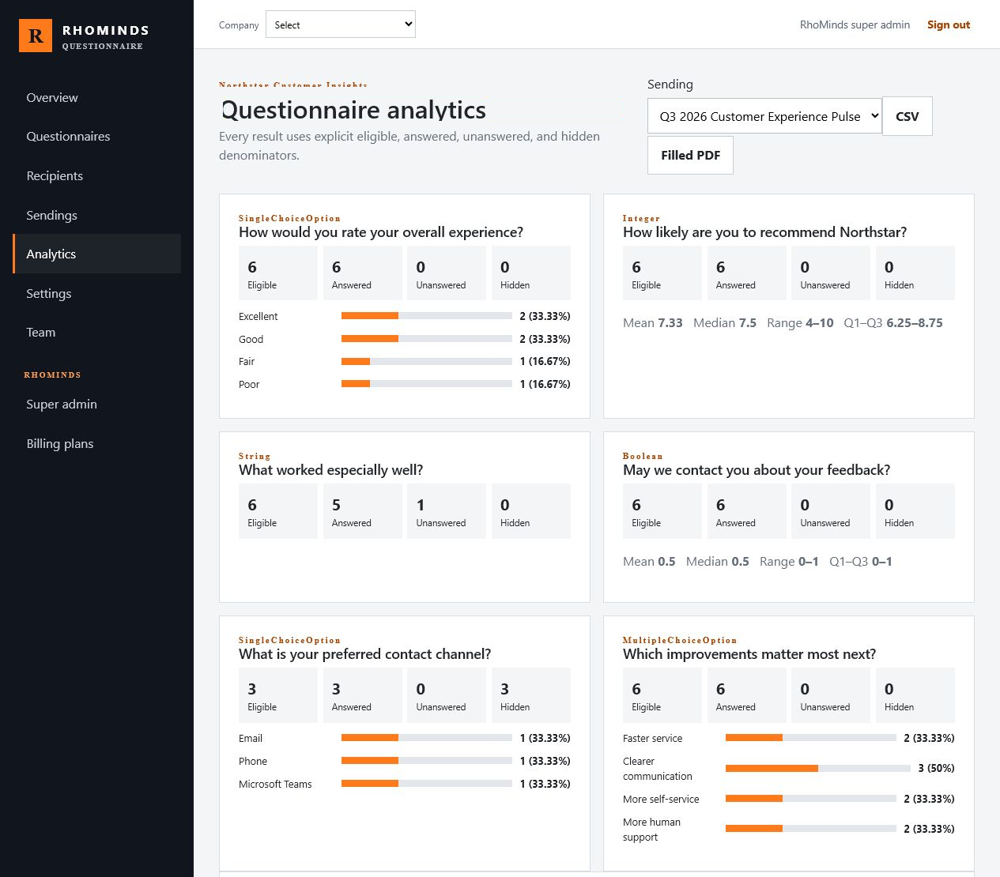 R
RHOMINDS
QUESTIONNAIRE
Overview
Questionnaires
Recipients
Sendings
Analytics
Settings
Team
RHOMINDS
Super admin
Billing plans
Company
Select
RhoMinds super admin
Sign out
Northstar Customer Insights
Questionnaire analytics
Every result uses explicit eligible, answered, unanswered, and hidden
denominators.
Sending
Q3 2026 Customer Experience Pulse
CSV
Filled PDF
SingleChoiceOption
How would you rate your overall experience?
6 6 0 0
Eligible Answered Unanswered Hidden
Excellent 2 (33.33%)
Good 2 (33.33%)
Fair 1 (16.67%)
Poor 1 (16.67%)
Integer
How likely are you to recommend Northstar?
6 6 0 0
Eligible Answered Unanswered Hidden
Mean 7.33 Median 7.5 Range 4–10 Q1–Q3 6.25–8.75
String
What worked especially well?
6 5 1 0
Eligible Answered Unanswered Hidden
Boolean
May we contact you about your feedback?
6 6 0 0
Eligible Answered Unanswered Hidden
Mean 0.5 Median 0.5 Range 0–1 Q1–Q3 0–1
SingleChoiceOption
What is your preferred contact channel?
3 3 0 3
Eligible Answered Unanswered Hidden
Email 1 (33.33%)
Phone 1 (33.33%)
Microsoft Teams 1 (33.33%)
MultipleChoiceOption
Which improvements matter most next?
6 6 0 0
Eligible Answered Unanswered Hidden
Faster service 2 (33.33%)
Clearer
communication 3 (50%)
More self-service 2 (33.33%)
More human
support 2 (33.33%)